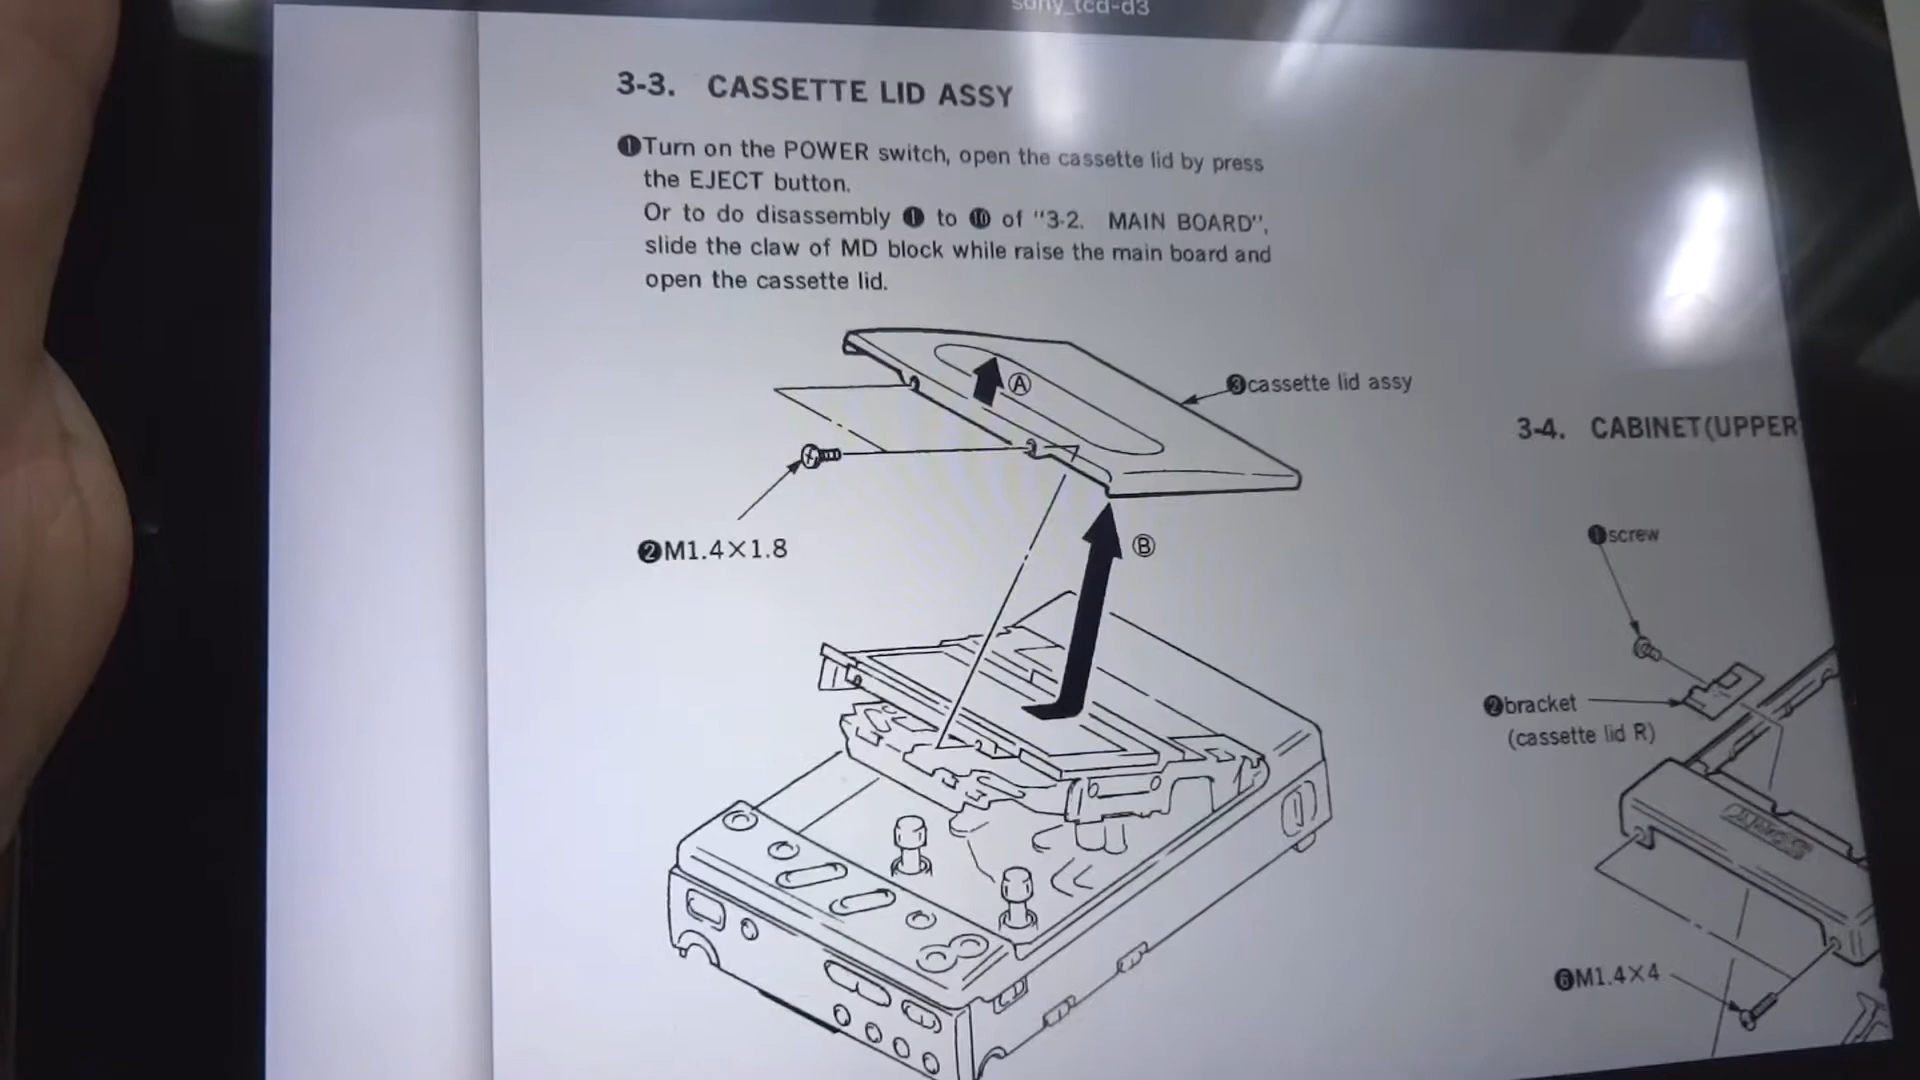 sony_tcd-d3
3-3. CASSETTE LID ASSY
❶Turn on the POWER switch, open the cassette lid by press
the EJECT button.
Or to do disassembly ❶ to ❿ of "3-2. MAIN BOARD",
slide the claw of MD block while raise the main board and
open the cassette lid.
Ⓐ
❸cassette lid assy
❷M1.4×1.8
Ⓑ
3-4. CABINET(UPPER
❶screw
❷bracket
(cassette lid R)
❻M1.4×4